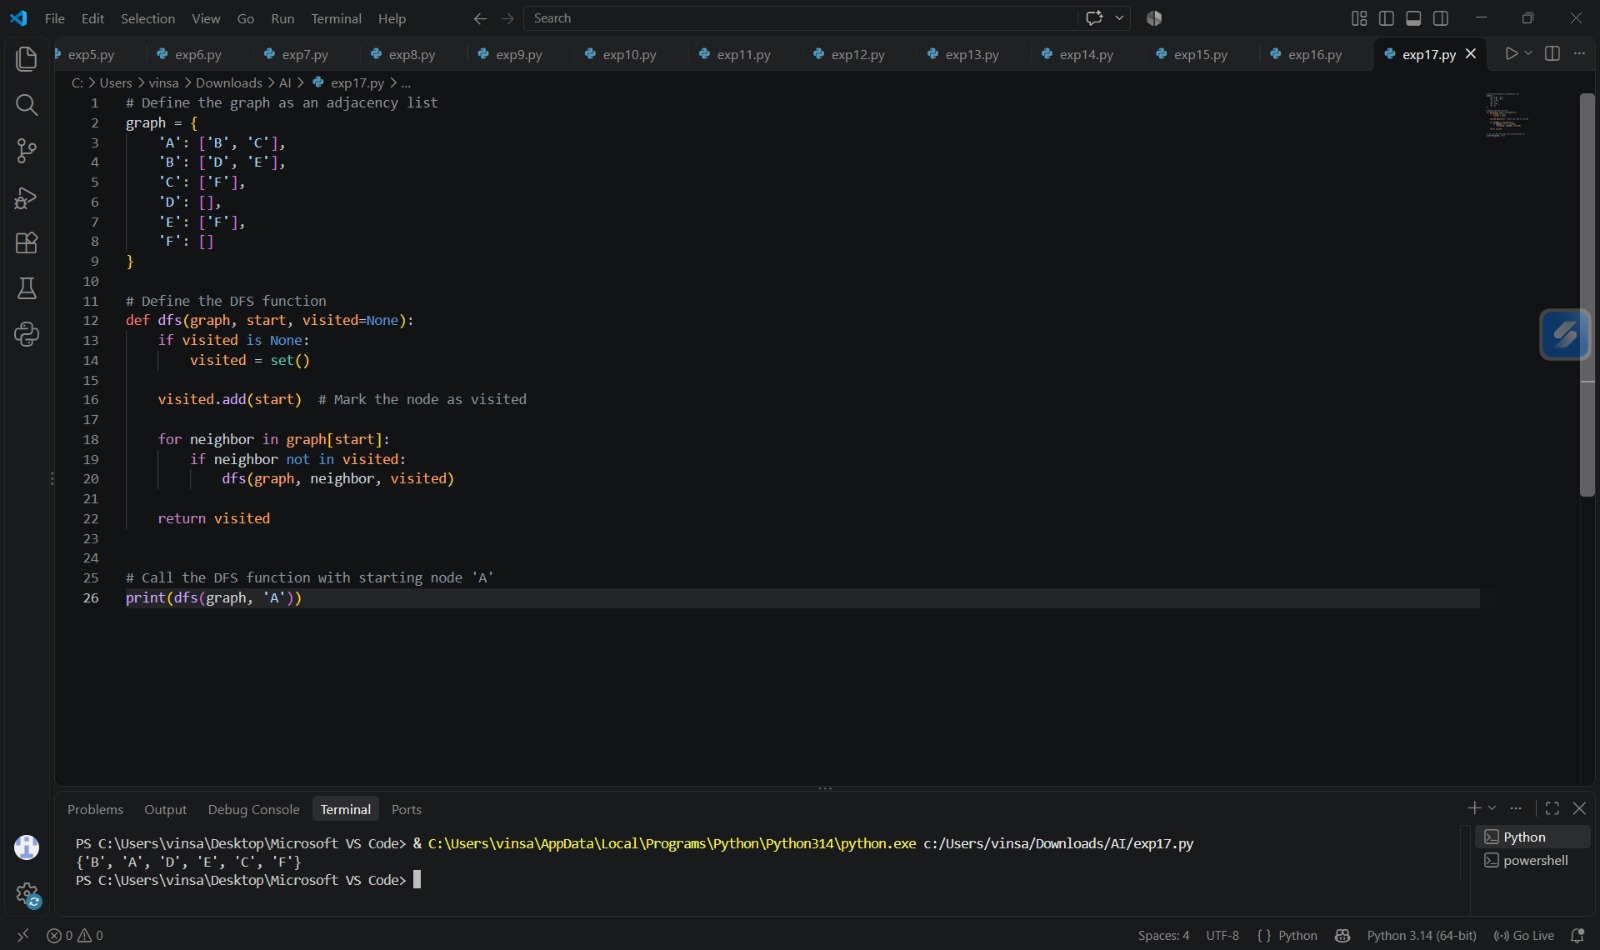 File Edit Selection View Go Run Terminal Help Search
exp5.py exp6.py exp7.py exp8.py exp9.py exp10.py exp11.py exp12.py exp13.py exp14.py exp15.py exp16.py exp17.py
C: > Users > vinsa > Downloads > AI > exp17.py > ...
1 # Define the graph as an adjacency list
2 graph = {
3 'A': ['B', 'C'],
4 'B': ['D', 'E'],
5 'C': ['F'],
6 'D': [],
7 'E': ['F'],
8 'F': []
9 }
10
11 # Define the DFS function
12 def dfs(graph, start, visited=None):
13 if visited is None:
14 visited = set()
15
16 visited.add(start) # Mark the node as visited
17
18 for neighbor in graph[start]:
19 if neighbor not in visited:
20 dfs(graph, neighbor, visited)
21
22 return visited
23
24
25 # Call the DFS function with starting node 'A'
26 print(dfs(graph, 'A'))
Problems Output Debug Console Terminal Ports
PS C:\Users\vinsa\Desktop\Microsoft VS Code> & C:\Users\vinsa\AppData\Local\Programs\Python\Python314\python.exe c:/Users/vinsa/Downloads/AI/exp17.py
{'B', 'A', 'D', 'E', 'C', 'F'}
PS C:\Users\vinsa\Desktop\Microsoft VS Code>
Python
powershell
0 0 Spaces: 4 UTF-8 { } Python Python 3.14 (64-bit) Go Live